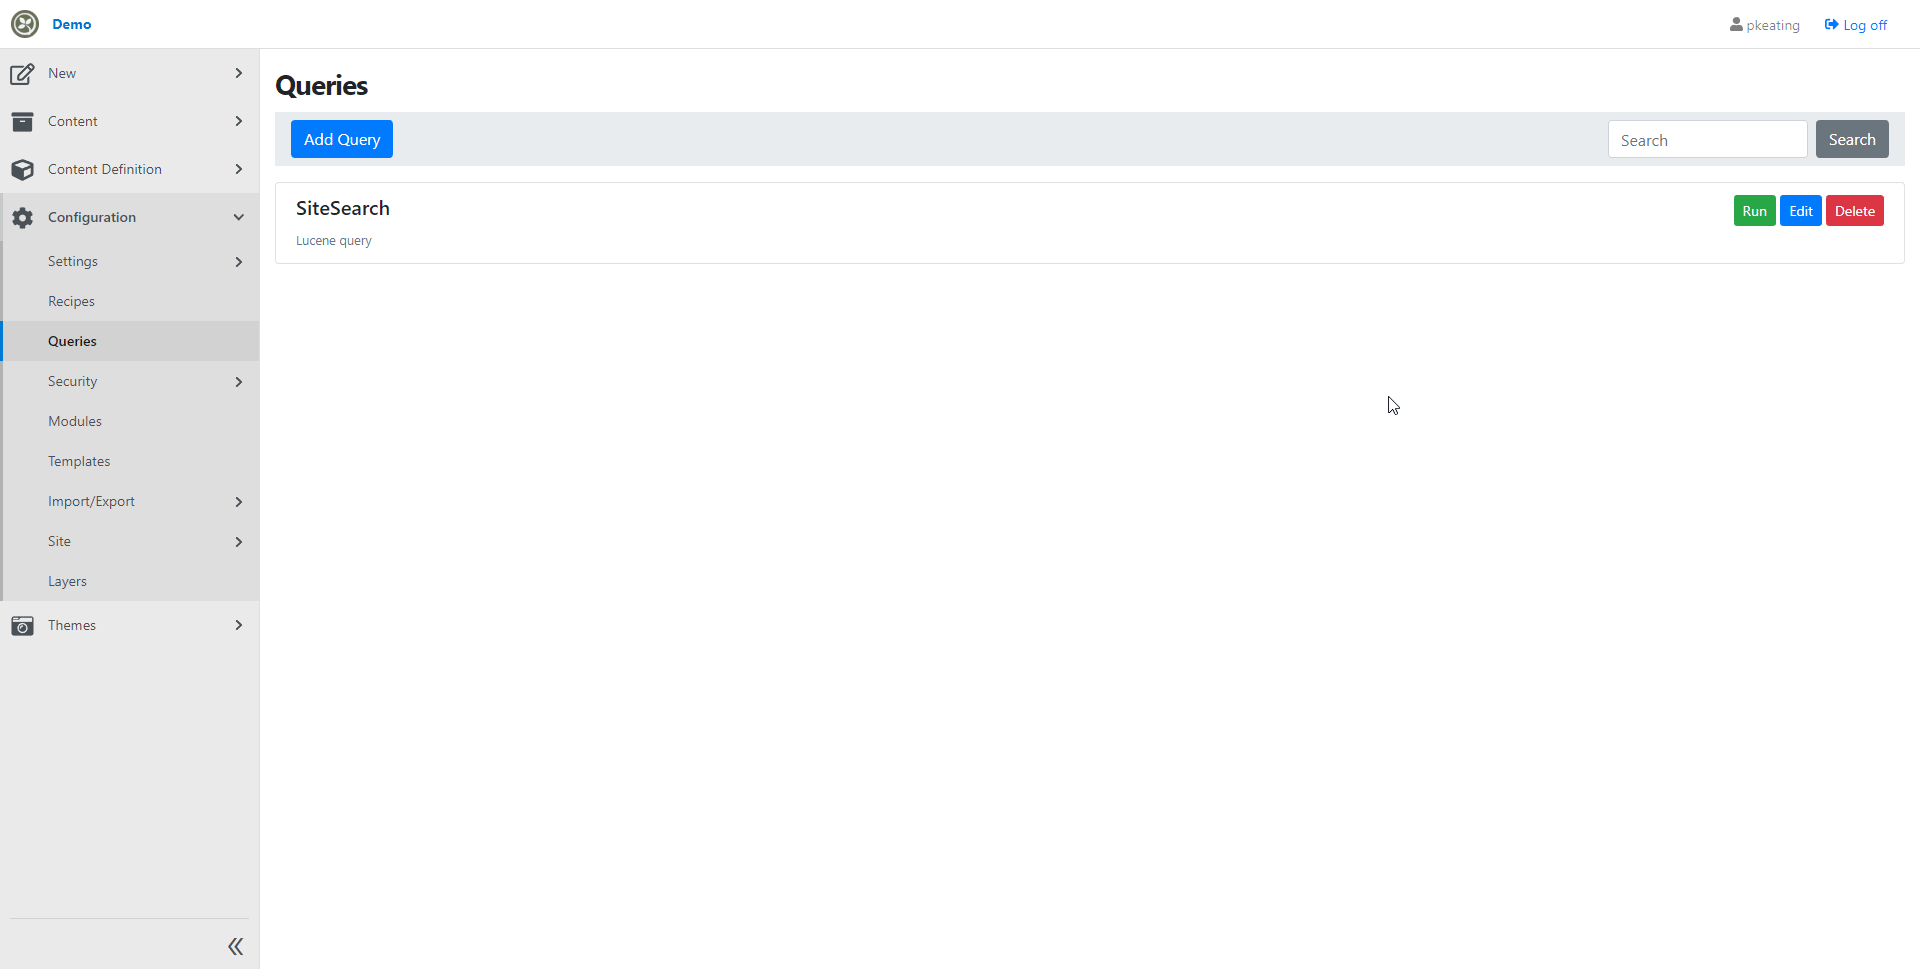 Demo
pkeating
Log off
New
Content
Content Definition
Configuration
Settings
Recipes
Queries
Security
Modules
Templates
Import/Export
Site
Layers
Themes
Queries
Add Query
Search
Search
SiteSearch
Run
Edit
Delete
Lucene query